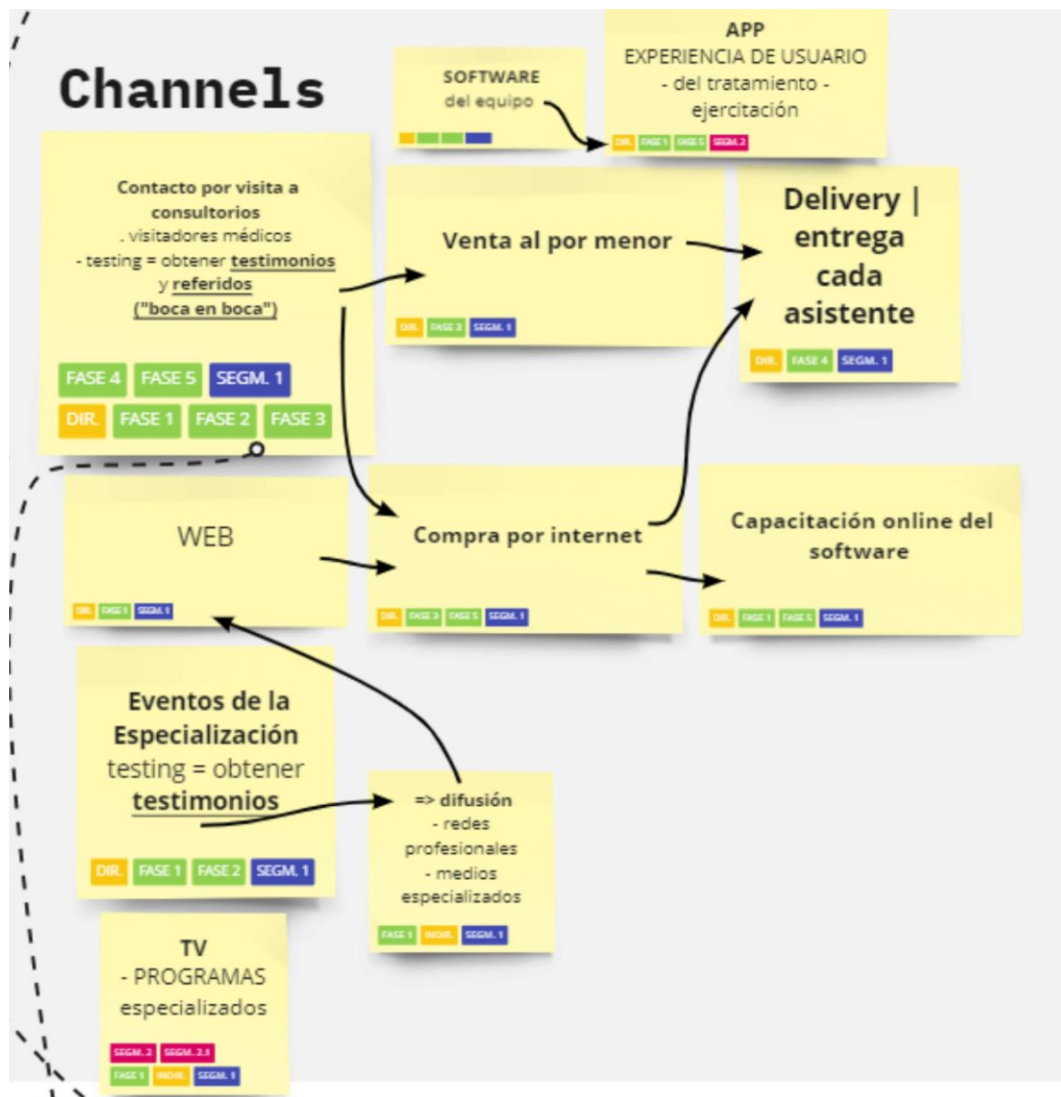 Channels
SOFTWARE
del equipo
APP
EXPERIENCIA DE USUARIO
- del tratamiento -
ejercitación
DIR. FASE 1 FASE 5 SEGM.2
Contacto por visita a
consultorios
. visitadores médicos
- testing = obtener testimonios
y referidos
("boca en boca")
FASE 4 FASE 5 SEGM. 1
DIR. FASE 1 FASE 2 FASE 3
Venta al por menor
DIR. FASE 3 SEGM. 1
Delivery |
entrega
cada
asistente
DIR. FASE 4 SEGM. 1
WEB
DIR. FASE 1 SEGM. 1
Compra por internet
DIR. FASE 3 FASE 5 SEGM. 1
Capacitación online del
software
DIR. FASE 1 FASE 5 SEGM. 1
Eventos de la
Especialización
testing = obtener
testimonios
DIR. FASE 1 FASE 2 SEGM. 1
=> difusión
- redes
profesionales
- medios
especializados
FASE 1 INDIR. SEGM. 1
TV
- PROGRAMAS
especializados
SEGM. 2 SEGM. 2.1
FASE 1 INDIR. SEGM. 1